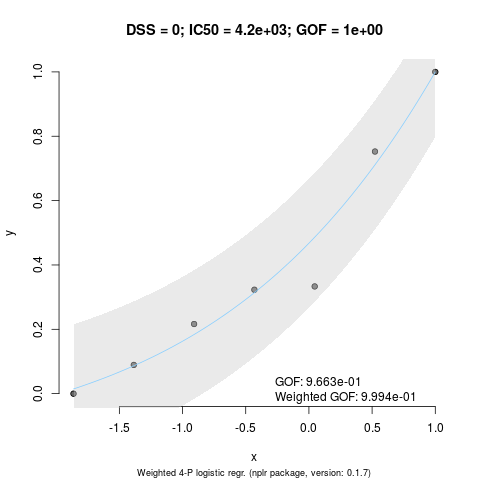 DSS = 0; IC50 = 4.2e+03; GOF = 1e+00
y
1.0
0.8
0.6
0.4
0.2
0.0
GOF: 9.663e-01
Weighted GOF: 9.994e-01
-1.5 -1.0 -0.5 0.0 0.5 1.0
x
Weighted 4-P logistic regr. (nplr package, version: 0.1.7)